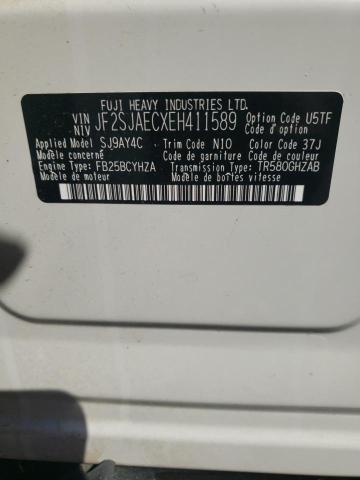 FUJI HEAVY INDUSTRIES LTD.
VIN NIV JF2SJAECXEH411589 Option Code U5TF
Code d'option
Applied Model SJ9AY4C Trim Code N10 Color Code 37J
Modèle concerné Code de garniture Code de couleur
Engine Type FB25BCYHZA Transmission Type TR580GHZAB
Modèle de moteur Modèle de boîtes vitesse